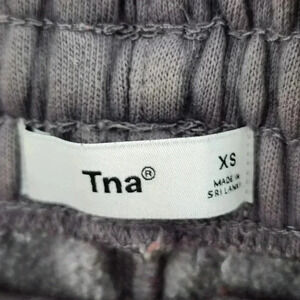 Tna®
XS
MADE IN
SRI LANKA